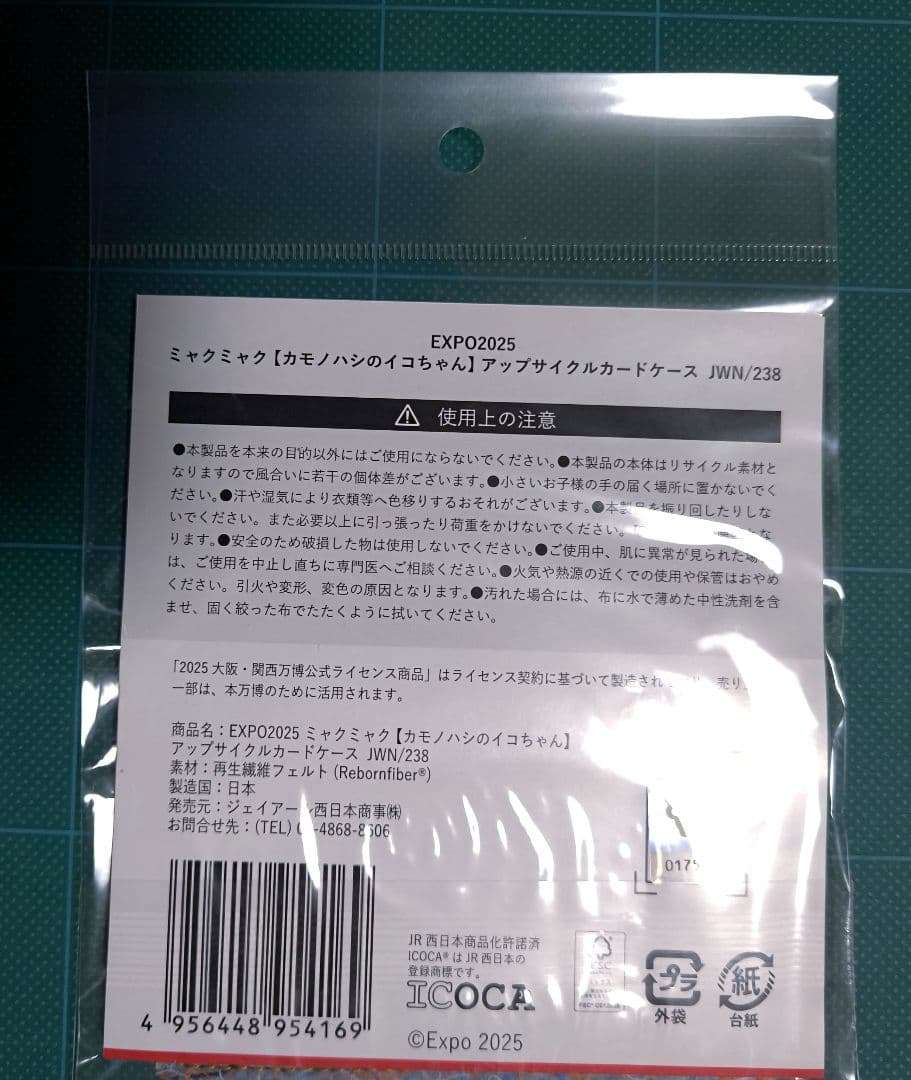 EXPO2025
ミャクミャク【カモノハシのイコちゃん】アップサイクルカードケース JWN/238
使用上の注意
●本製品を本来の目的以外にはご使用にならないでください。●本製品の本体はリサイクル素材と
なりますので風合いに若干の個体差がございます。●小さいお子様の手の届く場所に置かないでく
ださい。●汗や湿気により衣類等へ色移りするおそれがございます。●本製品を振り回したりしな
いでください。また必要以上に引っ張ったり荷重をかけないでください。
ります。●安全のため破損した物は使用しないでください。●ご使用中、肌に異常が見られた場
は、ご使用を中止し直ちに専門医へご相談ください。●火気や熱源の近くでの使用や保管はおやめ
ください。引火や変形、変色の原因となります。●汚れた場合には、布に水で薄めた中性洗剤を含
ませ、固く絞った布でたたくように拭いてください。
「2025 大阪・関西万博公式ライセンス商品」はライセンス契約に基づいて製造され 売り
一部は、本万博のために活用されます。
商品名：EXPO2025 ミャクミャク【カモノハシのイコちゃん】
アップサイクルカードケース JWN/238
素材：再生繊維フェルト (Rebornfiber®)
製造国：日本
発売元：ジェイアール西日本商事㈱
お問合せ先：(TEL) -4868-8606
0175
JR 西日本商品化許諾済
ICOCA® は JR 西日本の
登録商標です。
ICOCA
©Expo 2025
FSC
ミックス
プラ
外袋
紙
台紙
4 956448 954169